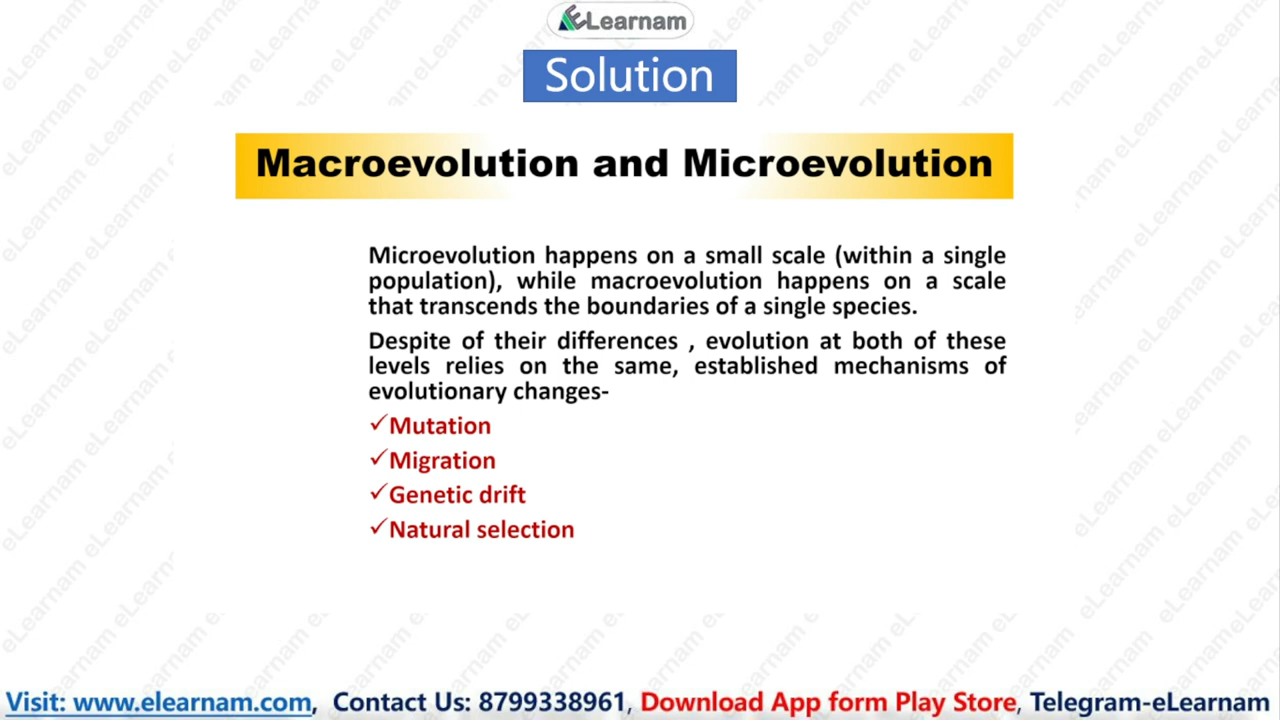 ELearnam
Solution
Macroevolution and Microevolution
Microevolution happens on a small scale (within a single
population), while macroevolution happens on a scale
that transcends the boundaries of a single species.
Despite of their differences , evolution at both of these
levels relies on the same, established mechanisms of
evolutionary changes-
✓Mutation
✓Migration
✓Genetic drift
✓Natural selection
Visit: www.elearnam.com, Contact Us: 8799338961, Download App form Play Store, Telegram-eLearnam